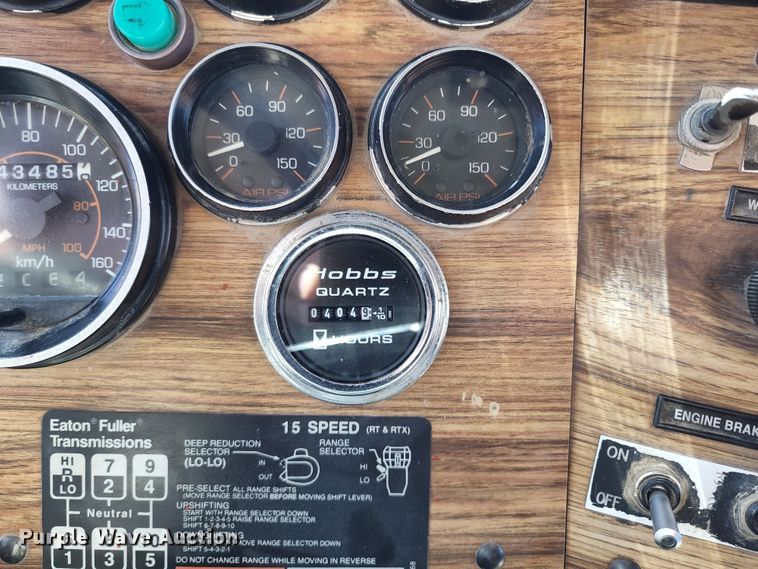 60 90
30 120
0 150
AIR PSI
60 90
30 120
0 150
AIR PSI
80
100
120
140
160
80
100
43485
KILOMETERS
MPH
km/h
Hobbs
QUARTZ
0404
1/10
HOURS
Eaton® Fuller®
Transmissions
15 SPEED (RT & RTX)
DEEP REDUCTION
SELECTOR
(LO-LO)
IN
OUT
RANGE
SELECTOR
HI
LO
HI
R
LO
7
2
9
4
Neutral
1
3
5
PRE-SELECT ALL RANGE SHIFTS
(MOVE RANGE SELECTOR BEFORE MOVING SHIFT LEVER)
UPSHIFTING
START WITH RANGE SELECTOR DOWN
SHIFT 1-2-3-4-5 RAISE RANGE SELECTOR
SHIFT 6-7-8-9-10
SHIFT 5-4-3-2-1
DO NOT CHANGE RANGE WHILE MOVING IN REVERSE
ENGINE BRAK
ON
OFF
W
Purple Wave Auction